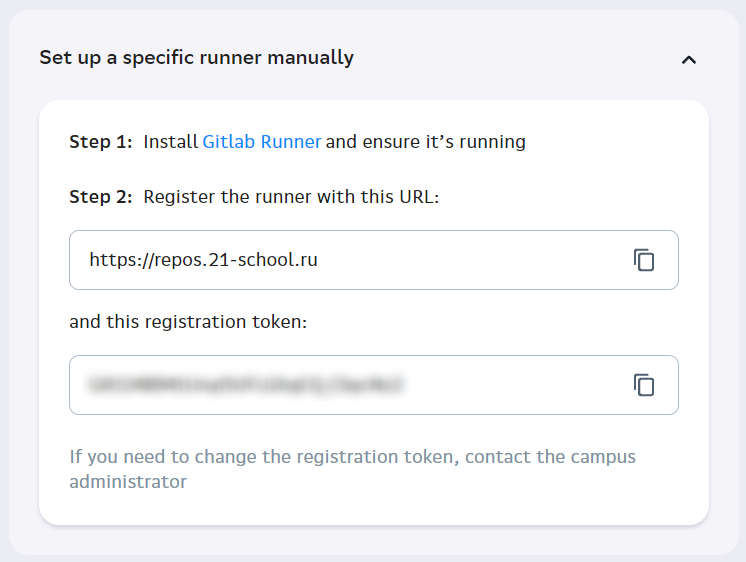 Set up a specific runner manually
Step 1: Install Gitlab Runner and ensure it’s running
Step 2: Register the runner with this URL:
https://repos.21-school.ru
and this registration token:
If you need to change the registration token, contact the campus
administrator